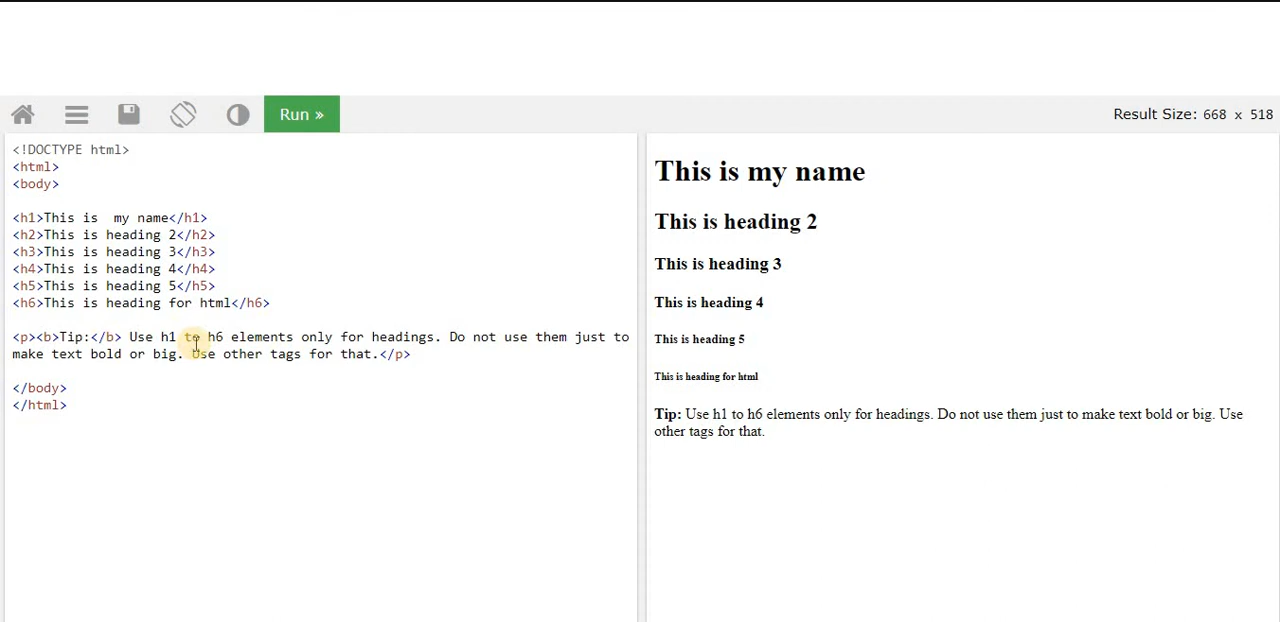 Run »
Result Size: 668 x 518
<!DOCTYPE html>
<html>
<body>
<h1>This is  my name</h1>
<h2>This is heading 2</h2>
<h3>This is heading 3</h3>
<h4>This is heading 4</h4>
<h5>This is heading 5</h5>
<h6>This is heading for html</h6>
<p><b>Tip:</b> Use h1 to h6 elements only for headings. Do not use them just to
make text bold or big. Use other tags for that.</p>
</body>
</html>
This is my name
This is heading 2
This is heading 3
This is heading 4
This is heading 5
This is heading for html
Tip: Use h1 to h6 elements only for headings. Do not use them just to make text bold or big. Use
other tags for that.